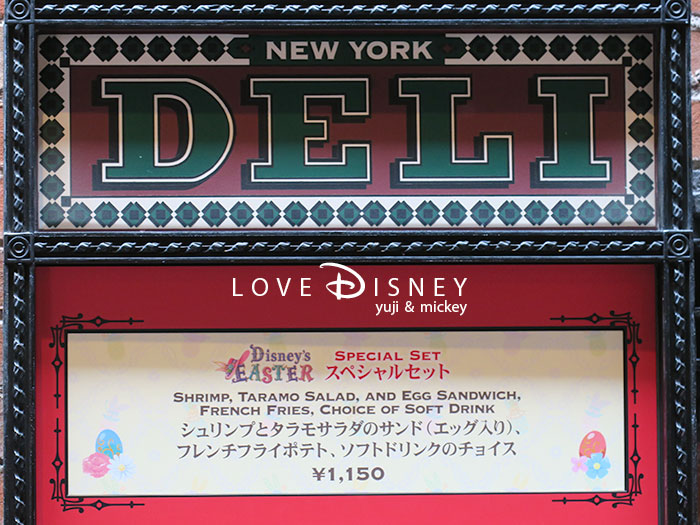 NEW YORK
DELI
LOVE DISNEY
yuji & mickey
Disney's EASTER SPECIAL SET
スペシャルセット
SHRIMP, TARAMO SALAD, AND EGG SANDWICH,
FRENCH FRIES, CHOICE OF SOFT DRINK
シュリンプとタラモサラダのサンド（エッグ入り）、
フレンチフライポテト、ソフトドリンクのチョイス
¥1,150